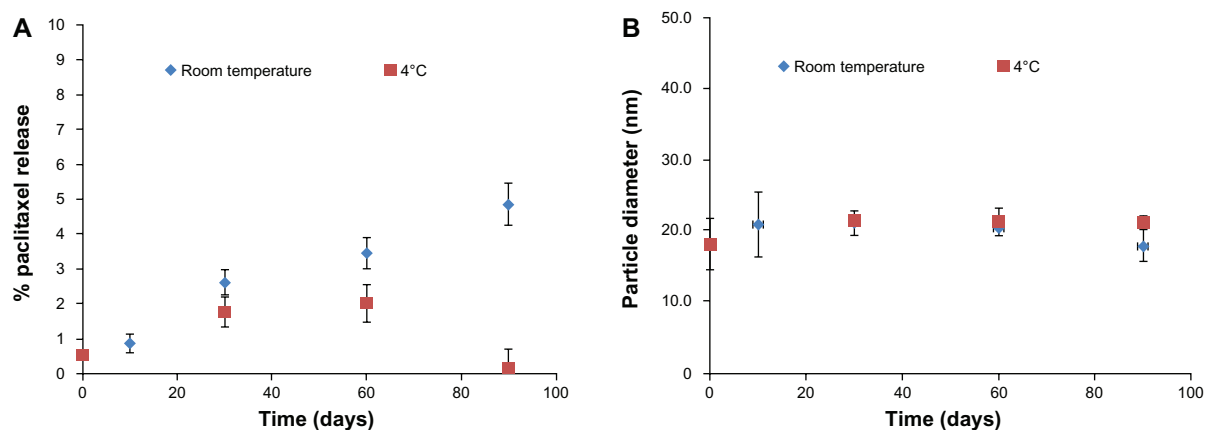 A
% paclitaxel release
10
9
8
7
6
5
4
3
2
1
0
Room temperature
4°C
0
20
40
60
80
100
Time (days)
B
Particle diameter (nm)
50.0
40.0
30.0
20.0
10.0
0
Room temperature
4°C
0
20
40
60
80
100
Time (days)